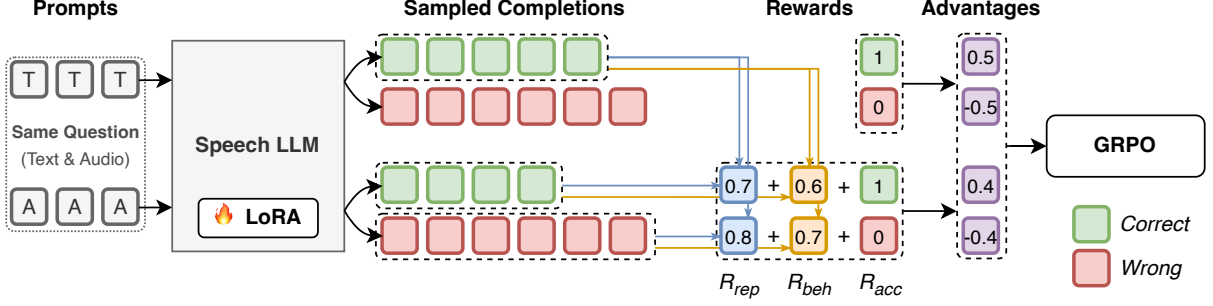 Prompts
Sampled Completions
Rewards
Advantages
T T T
Same Question
(Text & Audio)
A A A
Speech LLM
LoRA
1
0
0.5
-0.5
0.7 + 0.6 + 1
0.8 + 0.7 + 0
0.4
-0.4
R_rep R_beh R_acc
GRPO
Correct
Wrong